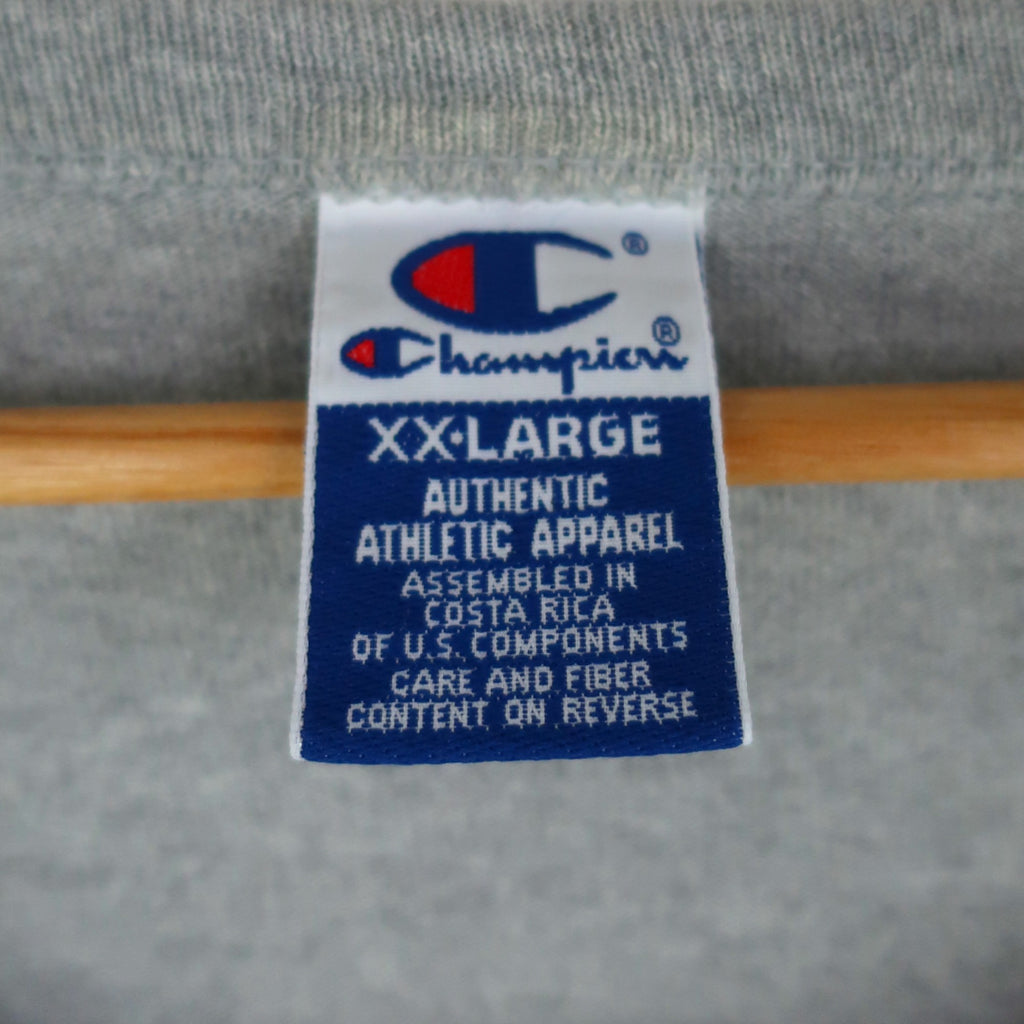 ®
Champion®
XX·LARGE
AUTHENTIC
ATHLETIC APPAREL
ASSEMBLED IN
COSTA RICA
OF U.S. COMPONENTS
CARE AND FIBER
CONTENT ON REVERSE